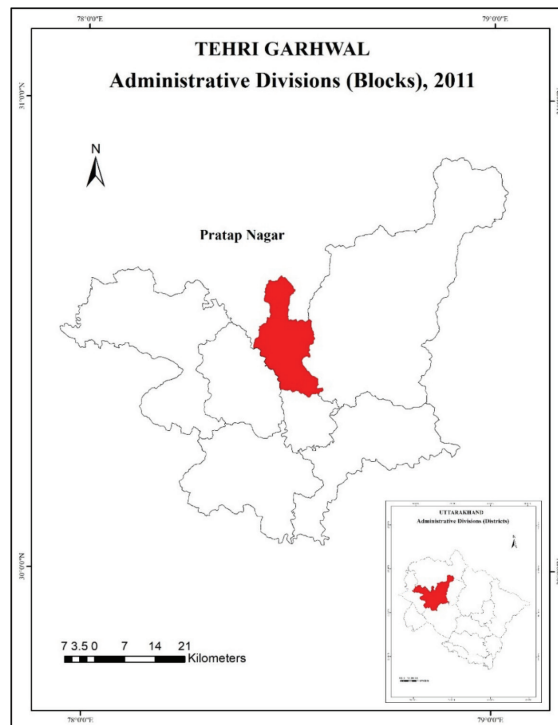 78°0'0"E
79°0'0"E
TEHRI GARHWAL
Administrative Divisions (Blocks), 2011
31°0'0"N
N
Pratap Nagar
UTTARAKHAND
Administrative Divisions (Districts)
30°0'0"N
7 3.5 0 7 14 21
Kilometers
78°0'0"E
79°0'0"E